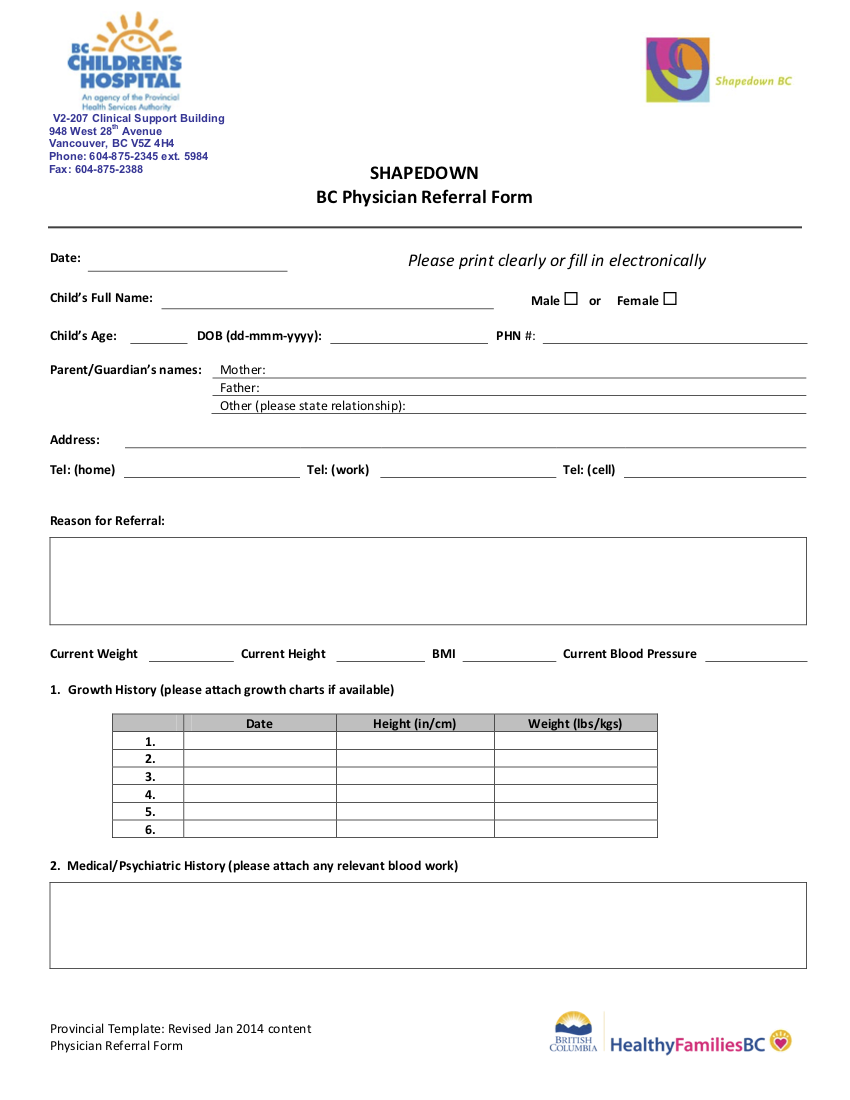 BC
CHILDREN'S
HOSPITAL
An agency of the Provincial
Health Services Authority
Shapedown BC
V2-207 Clinical Support Building
948 West 28th Avenue
Vancouver, BC V5Z 4H4
Phone: 604-875-2345 ext. 5984
Fax: 604-875-2388
SHAPEDOWN
BC Physician Referral Form
Date: Please print clearly or fill in electronically
Child's Full Name: Male ☐ or Female ☐
Child's Age: DOB (dd-mmm-yyyy): PHN #:
Parent/Guardian's names: Mother:
Father:
Other (please state relationship):
Address:
Tel: (home) Tel: (work) Tel: (cell)
Reason for Referral:
Current Weight Current Height BMI Current Blood Pressure
1. Growth History (please attach growth charts if available)
Date Height (in/cm) Weight (lbs/kgs)
1.
2.
3.
4.
5.
6.
2. Medical/Psychiatric History (please attach any relevant blood work)
Provincial Template: Revised Jan 2014 content
Physician Referral Form
BRITISH
COLUMBIA
HealthyFamiliesBC